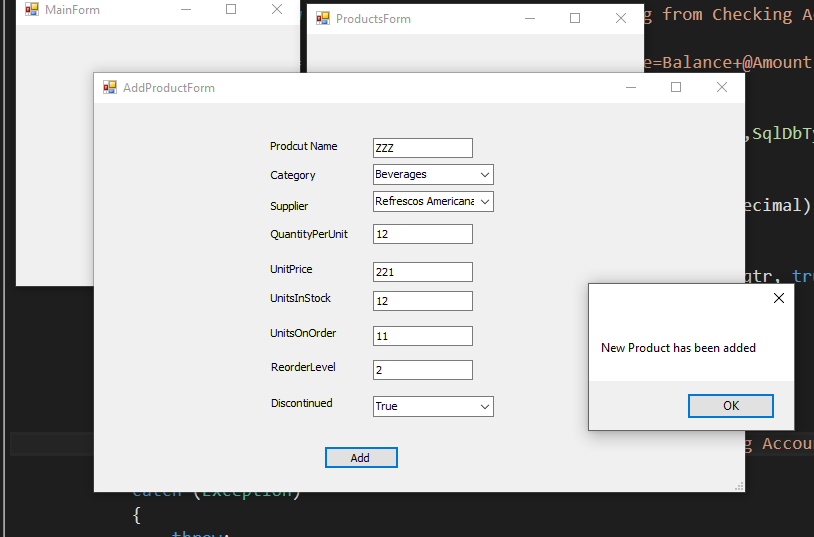 MainForm
ProductsForm
g from Checking A
e=Balance+@Amount
AddProductForm
,SqlDbTy
Prodcut Name
ZZZ
Category
Beverages
Supplier
Refrescos Americana
ecimal)
QuantityPerUnit
12
UnitPrice
221
qtr, tru
UnitsInStock
12
UnitsOnOrder
11
New Product has been added
ReorderLevel
2
Discontinued
True
OK
g Accou
Add
catch (Exception)
{
throw;